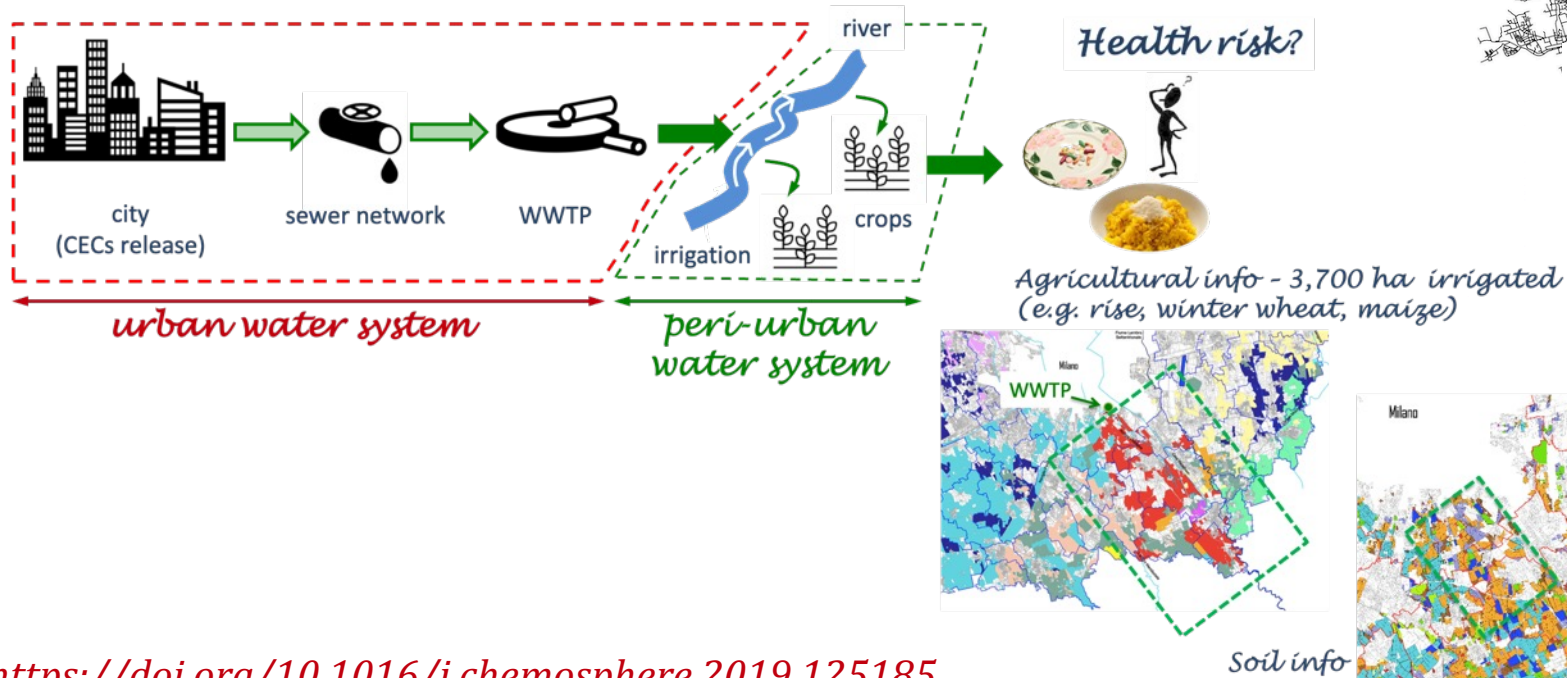 river
Health risk?
city
(CECs release)
sewer network
WWTP
irrigation
crops
urban water system
peri-urban
water system
Agricultural info - 3,700 ha irrigated
(e.g. rise, winter wheat, maize)
Milano
WWTP
Milano
Soil info
https://doi.org/10.1016/j.chemosphere.2019.125185